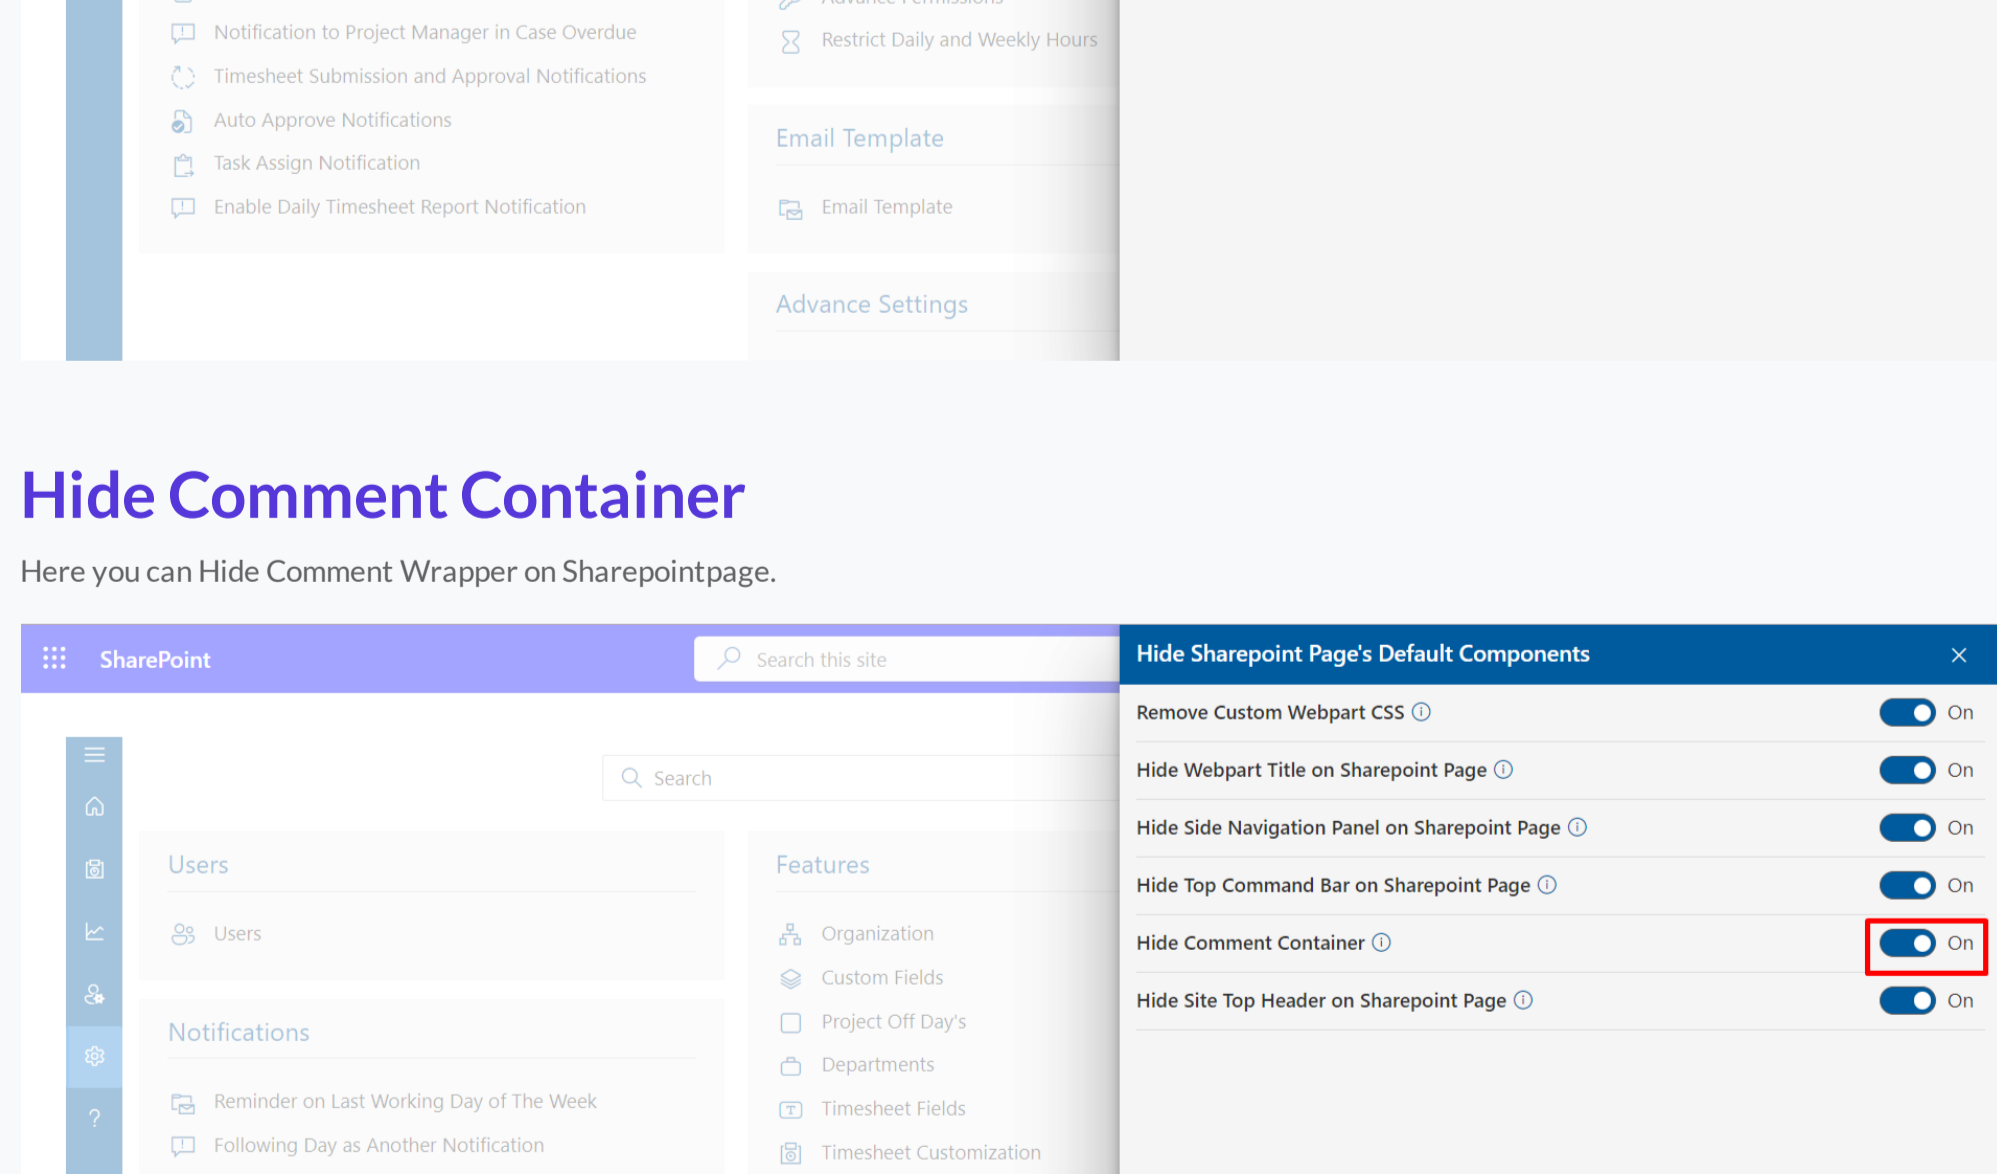 Advance Permissions
Notification to Project Manager in Case Overdue
Restrict Daily and Weekly Hours
Timesheet Submission and Approval Notifications
Auto Approve Notifications
Task Assign Notification
Enable Daily Timesheet Report Notification
Email Template
Email Template
Advance Settings
Hide Comment Container
Here you can Hide Comment Wrapper on Sharepointpage.
SharePoint
Search this site
Search
Users
Users
Notifications
Reminder on Last Working Day of The Week
Following Day as Another Notification
?
Features
Organization
Custom Fields
Project Off Day's
Departments
Timesheet Fields
Timesheet Customization
Hide Sharepoint Page's Default Components
Remove Custom Webpart CSS On
Hide Webpart Title on Sharepoint Page On
Hide Side Navigation Panel on Sharepoint Page On
Hide Top Command Bar on Sharepoint Page On
Hide Comment Container On
Hide Site Top Header on Sharepoint Page On